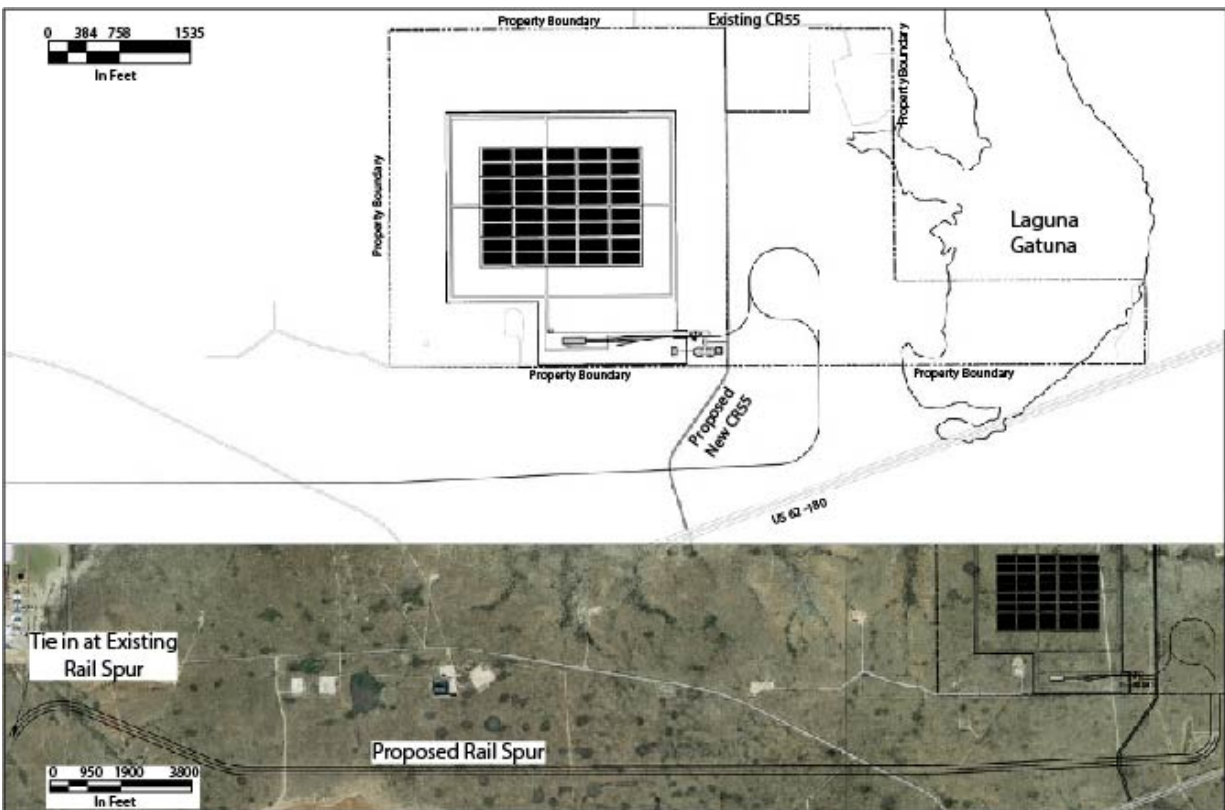 Property Boundary
Existing CR55
0 384 758 1535
In Feet
Property Boundary
Property Boundary
Laguna
Gatuna
Property Boundary
Property Boundary
Proposed
New CR55
US 62 -180
Tie in at Existing
Rail Spur
Proposed Rail Spur
0 950 1900 3800
In Feet